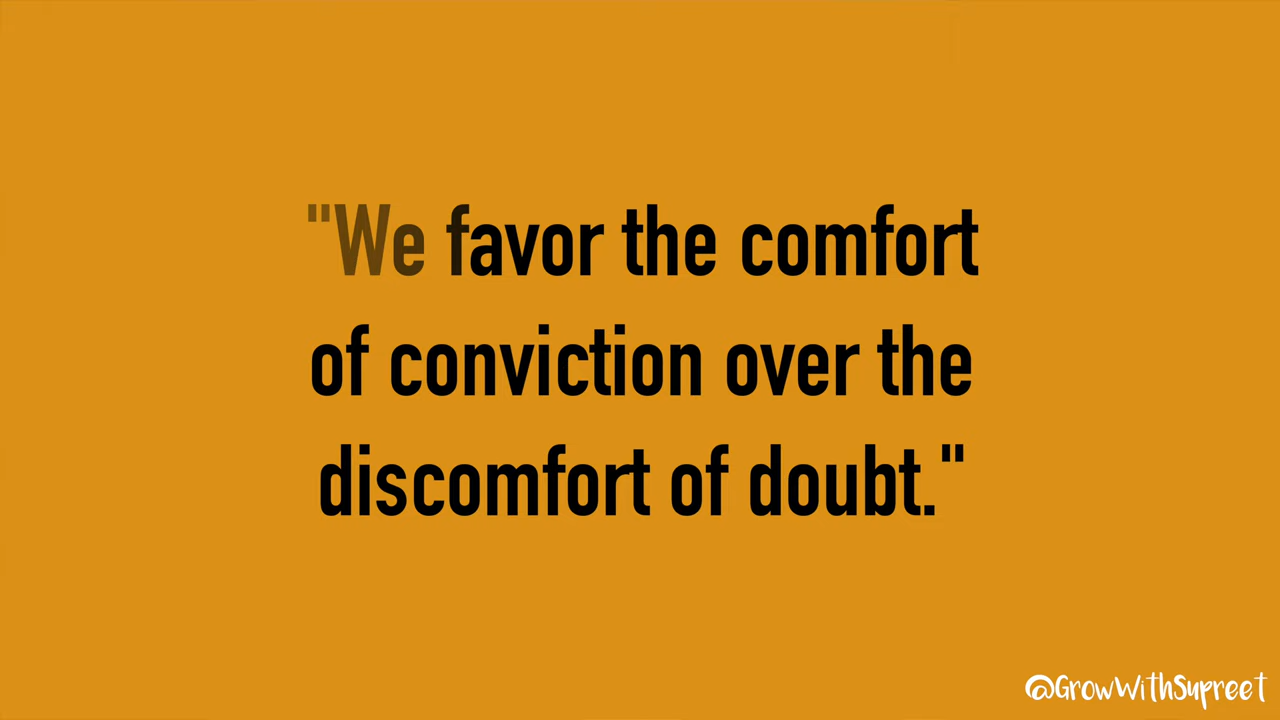 "We favor the comfort
of conviction over the
discomfort of doubt."
@GrowWithSupreet